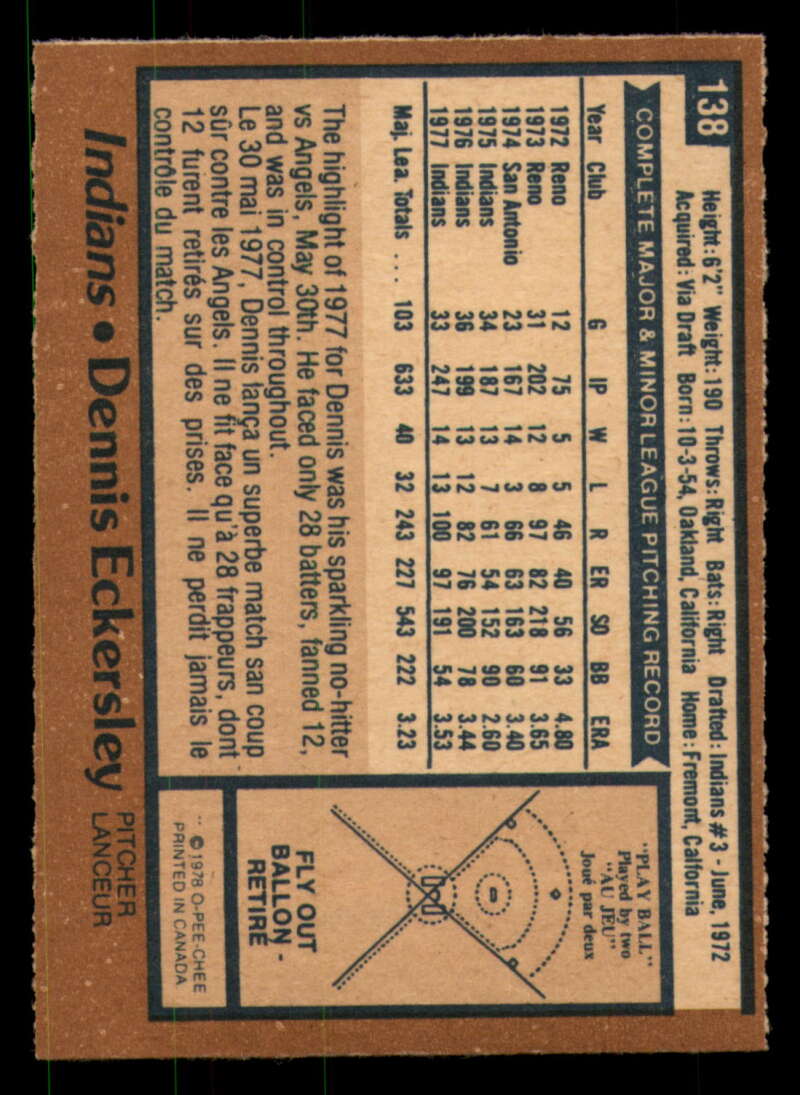 138
Height: 6'2" Weight: 190 Throws: Right Bats: Right Drafted: Indians #3 - June, 1972
Acquired: Via Draft Born: 10-3-54, Oakland, California Home: Fremont, California
COMPLETE MAJOR & MINOR LEAGUE PITCHING RECORD
Year Club G IP W L R ER SO BB ERA
1972 Reno 12 75 5 5 46 40 56 33 4.80
1973 Reno 31 202 12 8 97 82 218 91 3.65
1974 San Antonio 23 167 14 3 66 63 163 60 3.40
1975 Indians 34 187 13 7 61 54 152 90 2.60
1976 Indians 36 199 13 12 82 76 200 78 3.44
1977 Indians 33 247 14 13 100 97 191 54 3.53
Maj. Lea. Totals ... 103 633 40 32 243 227 543 222 3.23
The highlight of 1977 for Dennis was his sparkling no-hitter
vs Angels, May 30th. He faced only 28 batters, fanned 12,
and was in control throughout.
Le 30 mai 1977, Dennis lança un superbe match san coup
sûr contre les Angels. Il ne fit face qu'à 28 frappeurs, dont
12 furent retirés sur des prises. Il ne perdit jamais le
contrôle du match.
"PLAY BALL"
Played by two
"AU JEU"
Joué par deux
FLY OUT
BALLON -
RETIRÉ
© 1978 O-PEE-CHEE
PRINTED IN CANADA
Indians • Dennis Eckersley PITCHER
LANCEUR